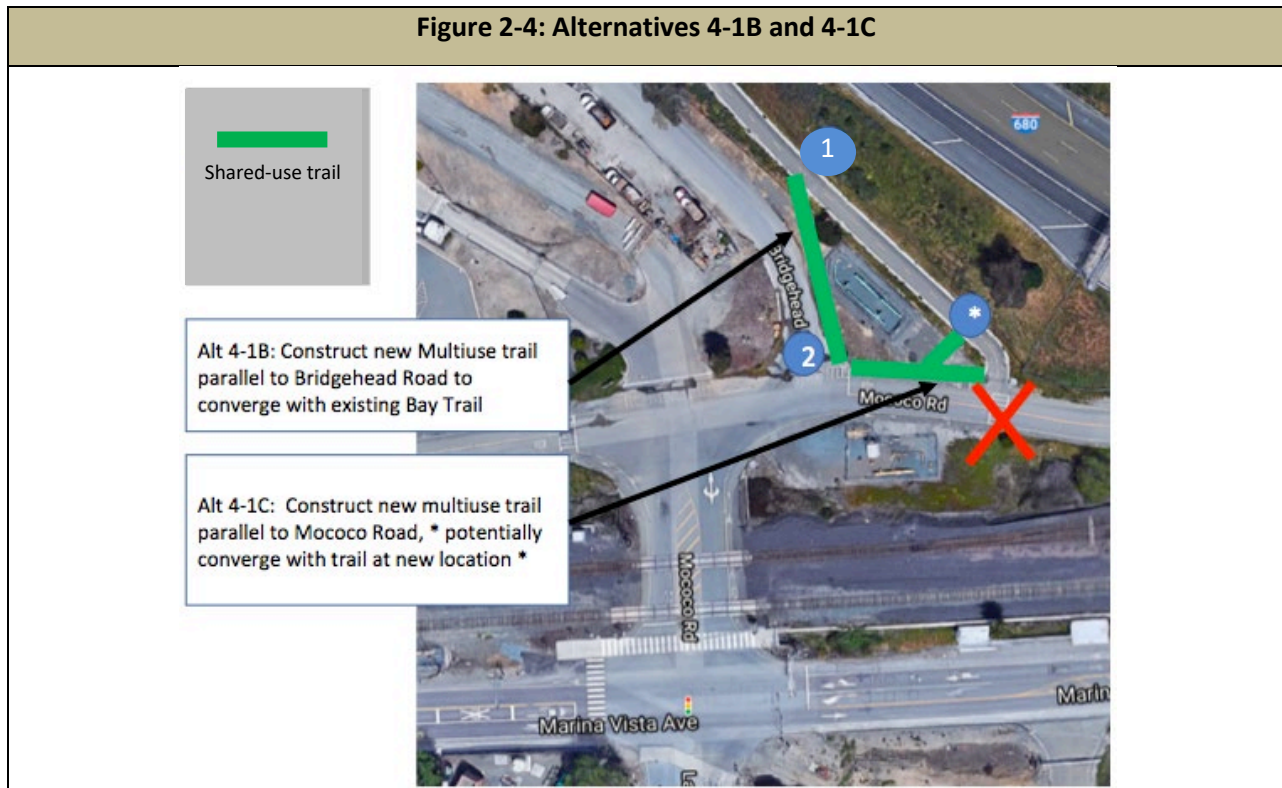 Figure 2-4: Alternatives 4-1B and 4-1C
Shared-use trail
680
1
Bridgehead
*
2
Alt 4-1B: Construct new Multiuse trail
parallel to Bridgehead Road to
converge with existing Bay Trail
Mococo Rd
Alt 4-1C:  Construct new multiuse trail
parallel to Mococo Road, * potentially
converge with trail at new location *
Mococo Rd
Marina Vista Ave
Marin